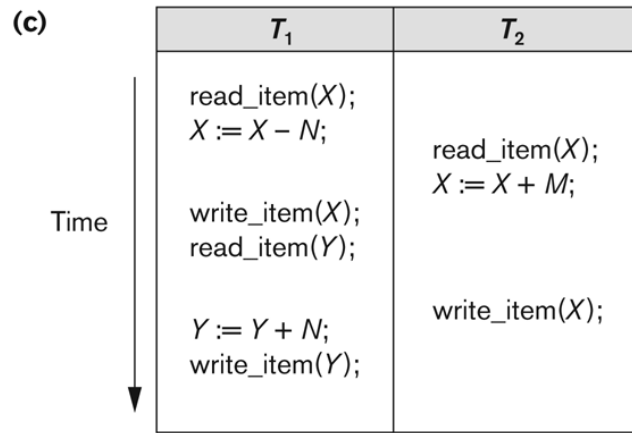 (c)
T1 T2
read_item(X);
X := X – N;
read_item(X);
X := X + M;
Time
write_item(X);
read_item(Y);
write_item(X);
Y := Y + N;
write_item(Y);